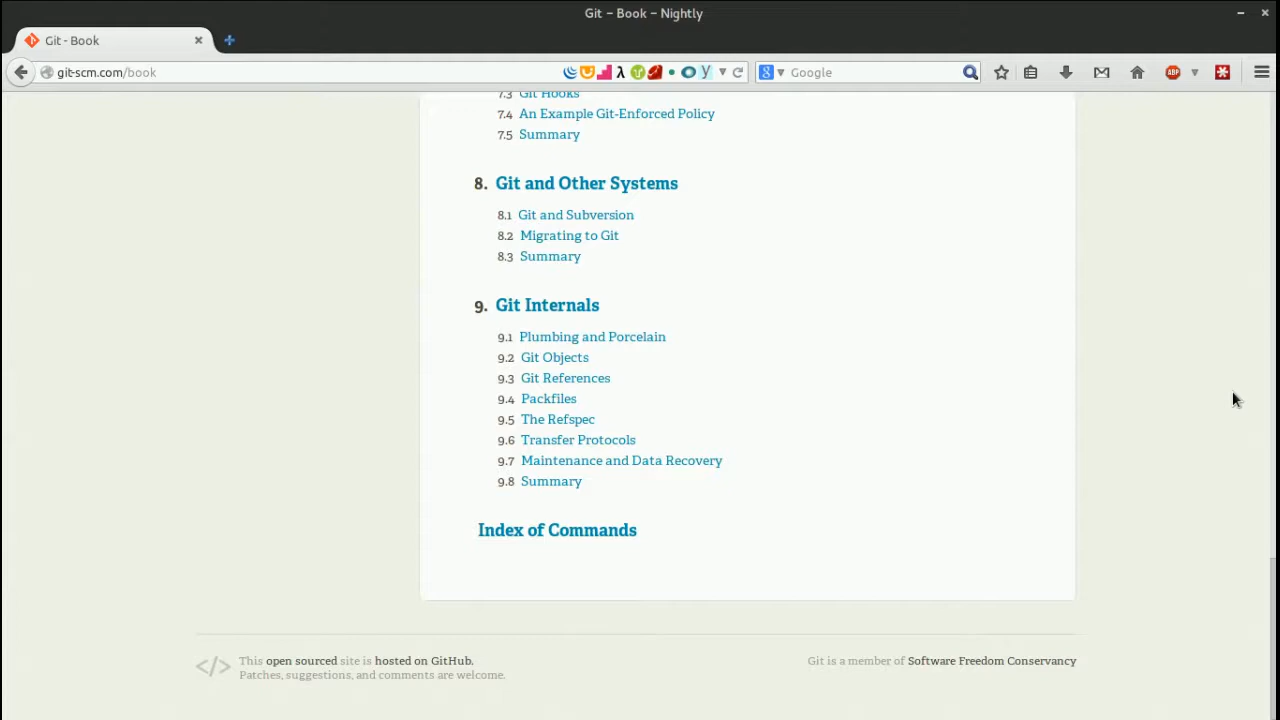 Git – Book – Nightly
Git - Book
git-scm.com/book
Google
7.3 Git Hooks
7.4 An Example Git-Enforced Policy
7.5 Summary
8. Git and Other Systems
8.1 Git and Subversion
8.2 Migrating to Git
8.3 Summary
9. Git Internals
9.1 Plumbing and Porcelain
9.2 Git Objects
9.3 Git References
9.4 Packfiles
9.5 The Refspec
9.6 Transfer Protocols
9.7 Maintenance and Data Recovery
9.8 Summary
Index of Commands
</> This open sourced site is hosted on GitHub.
Patches, suggestions, and comments are welcome.
Git is a member of Software Freedom Conservancy